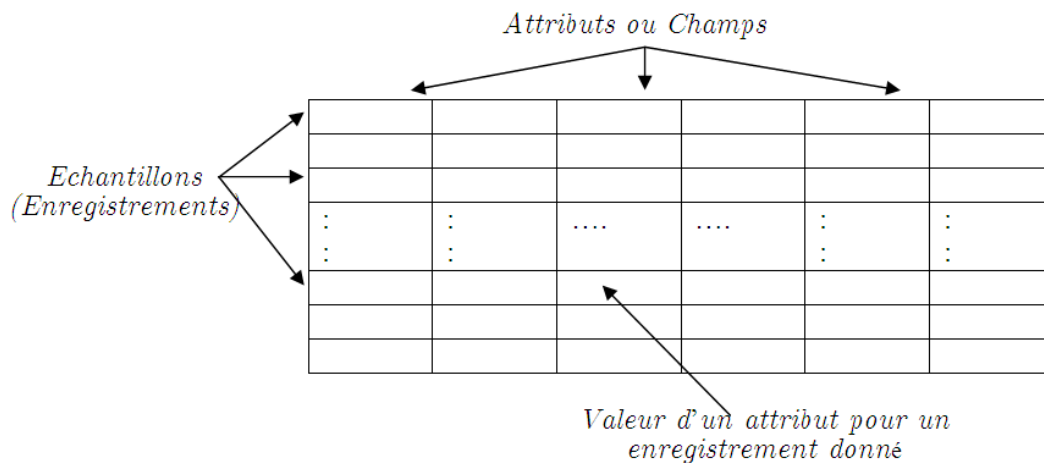 Attributs ou Champs
Echantillons
(Enregistrements)
: : .... .... : :
: : : :
Valeur d'un attribut pour un
enregistrement donné